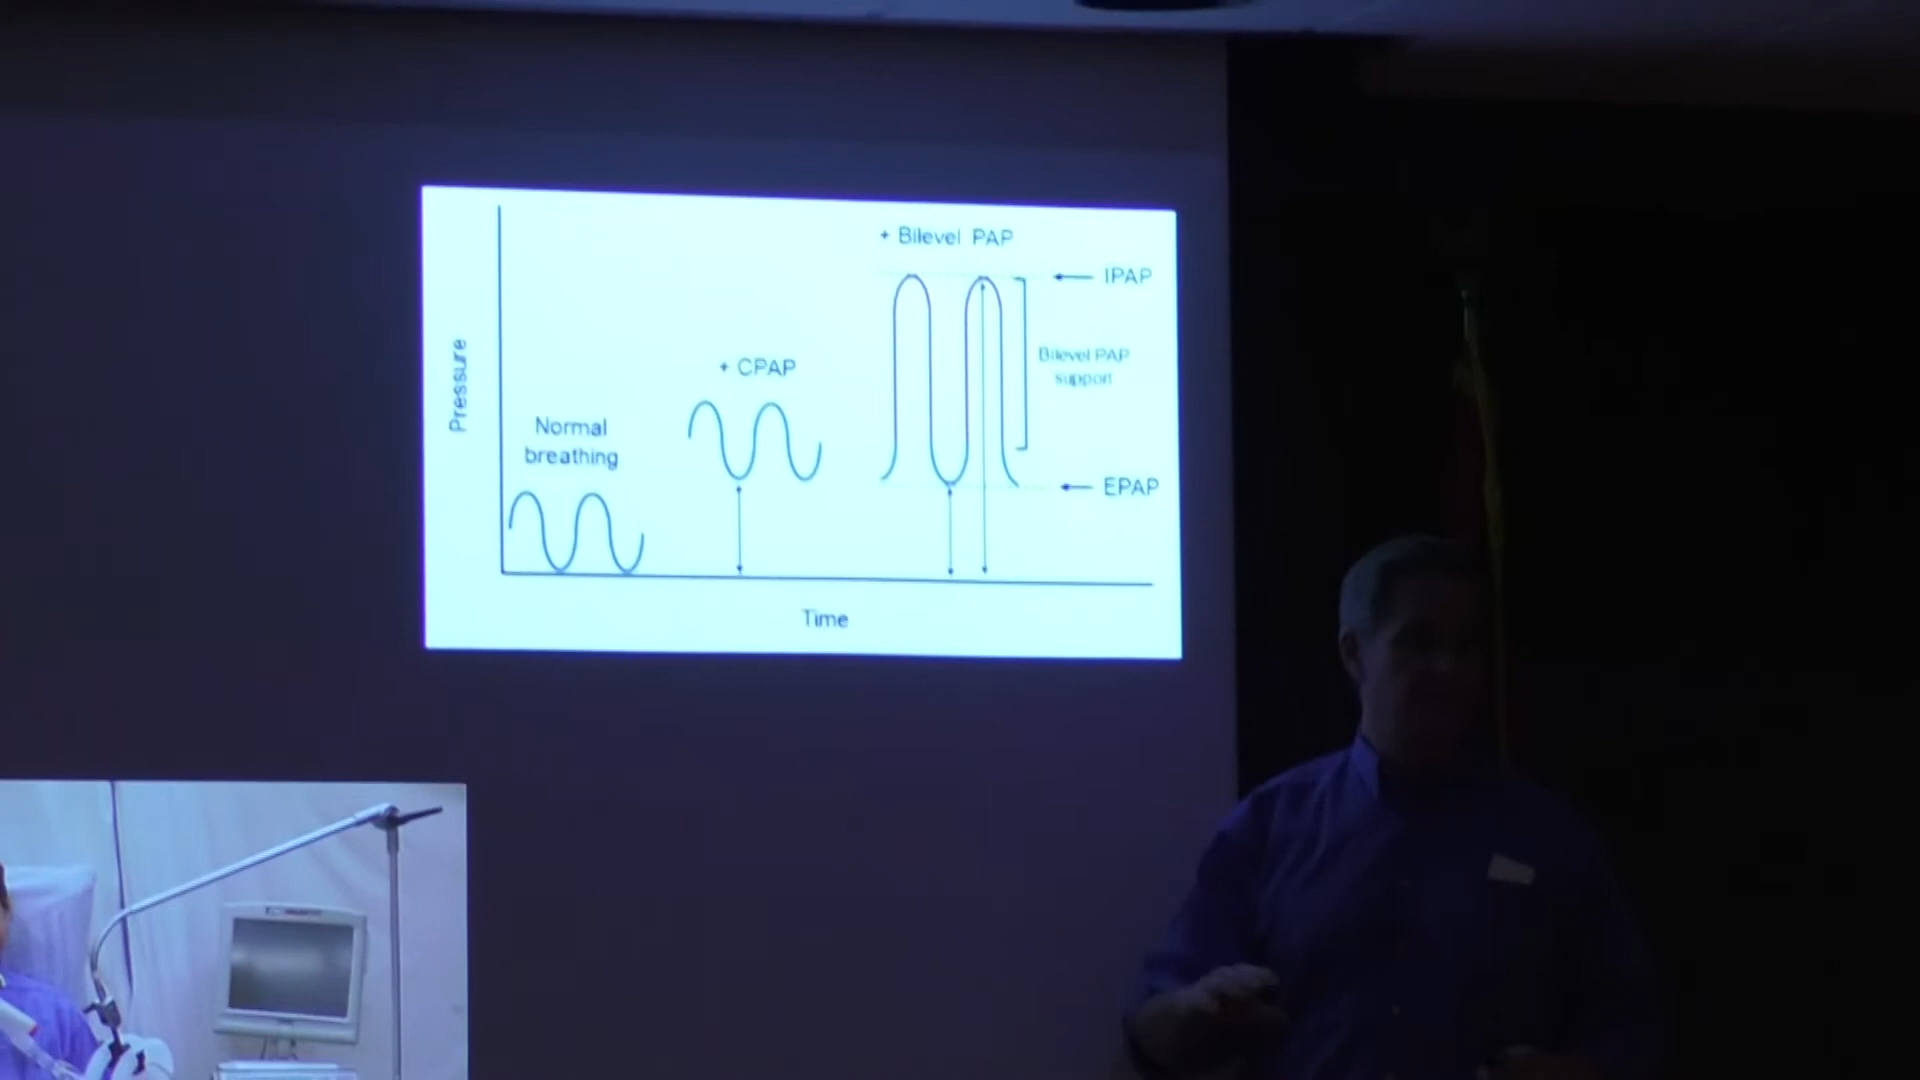 + Bilevel PAP
IPAP
Bilevel PAP
support
+ CPAP
Pressure
Normal
breathing
EPAP
Time